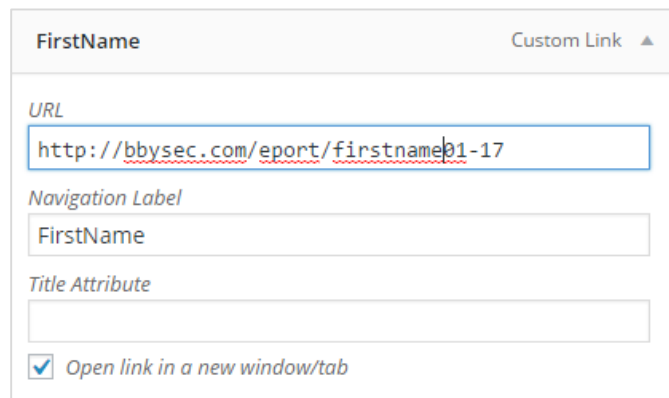 FirstName Custom Link
URL
http://bbysec.com/eport/firstname01-17
Navigation Label
FirstName
Title Attribute
Open link in a new window/tab